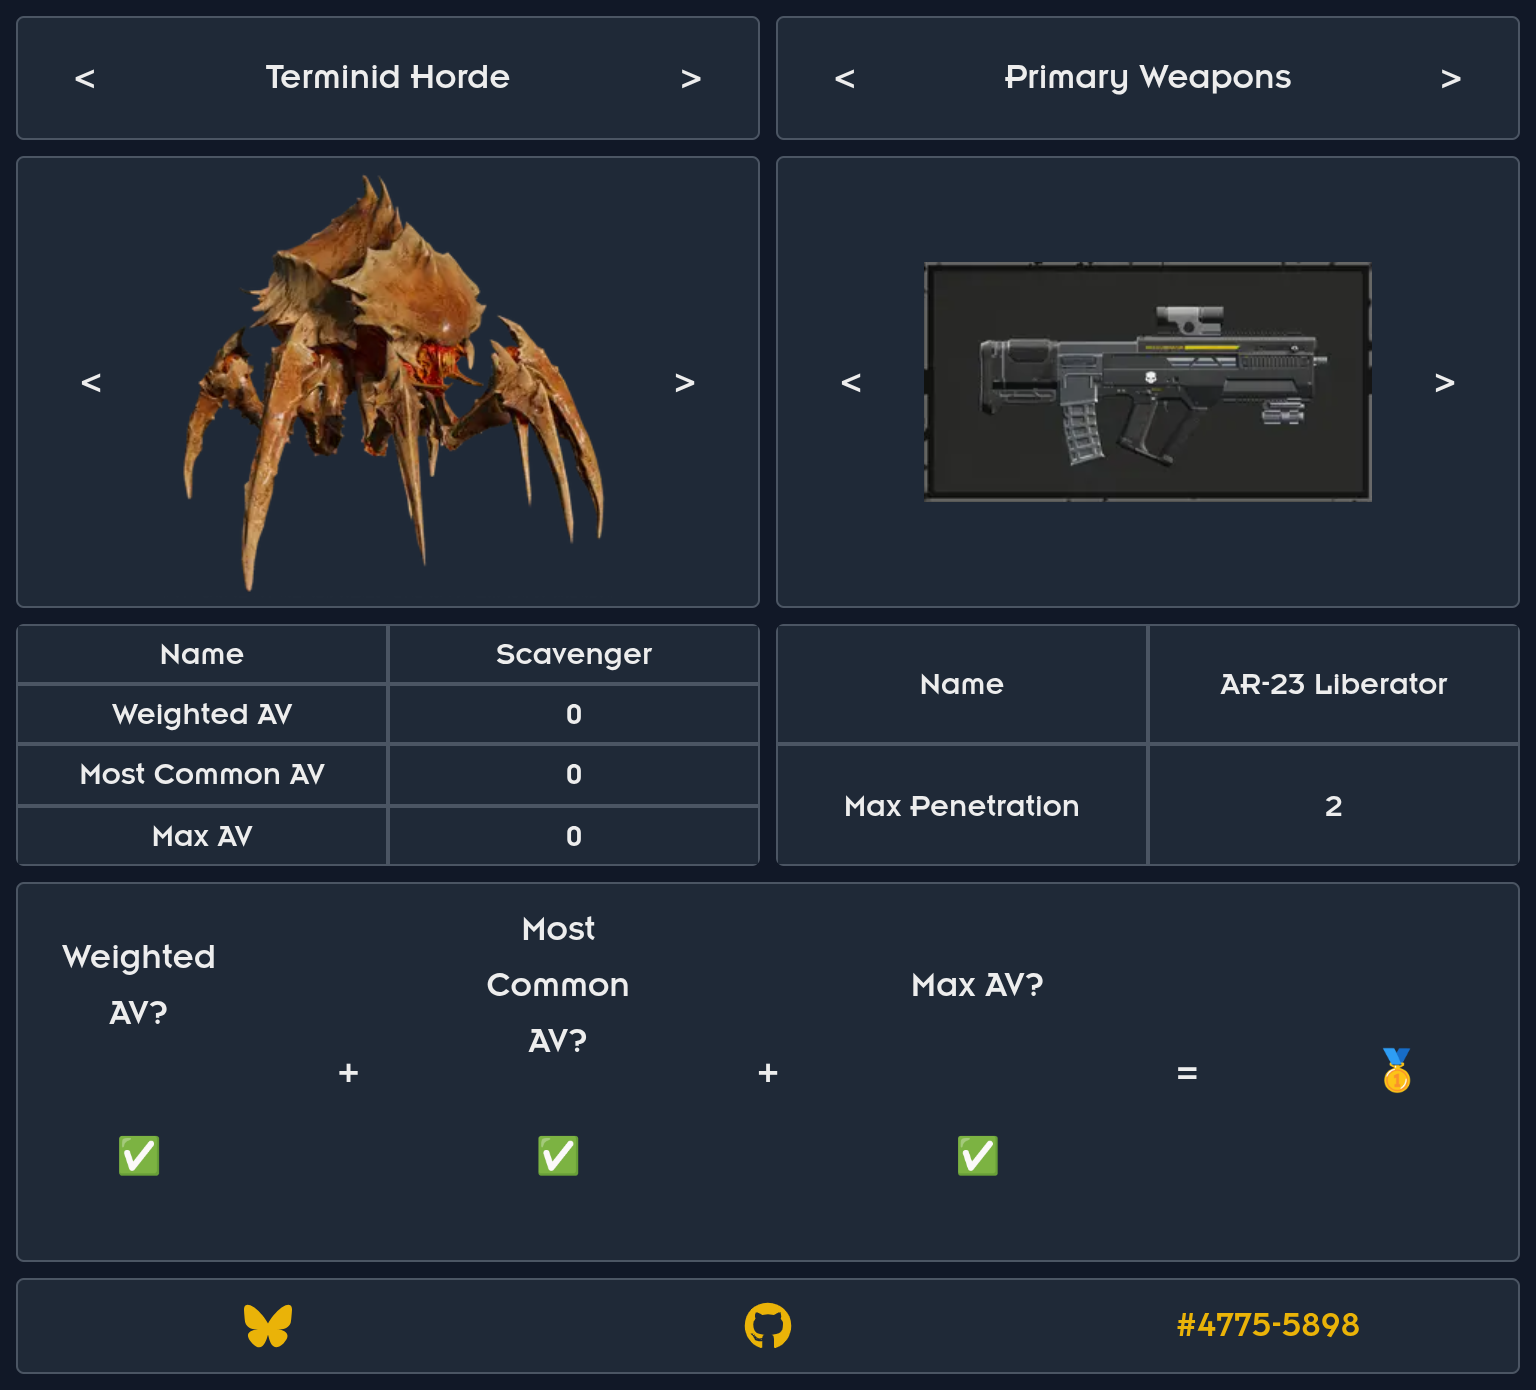 < Terminid Horde >
< Primary Weapons >
< >
< >
Name Scavenger
Weighted AV 0
Most Common AV 0
Max AV 0
Name AR-23 Liberator
Max Penetration 2
Weighted
AV?
+
Most
Common
AV?
+
Max AV?
=
#4775-5898